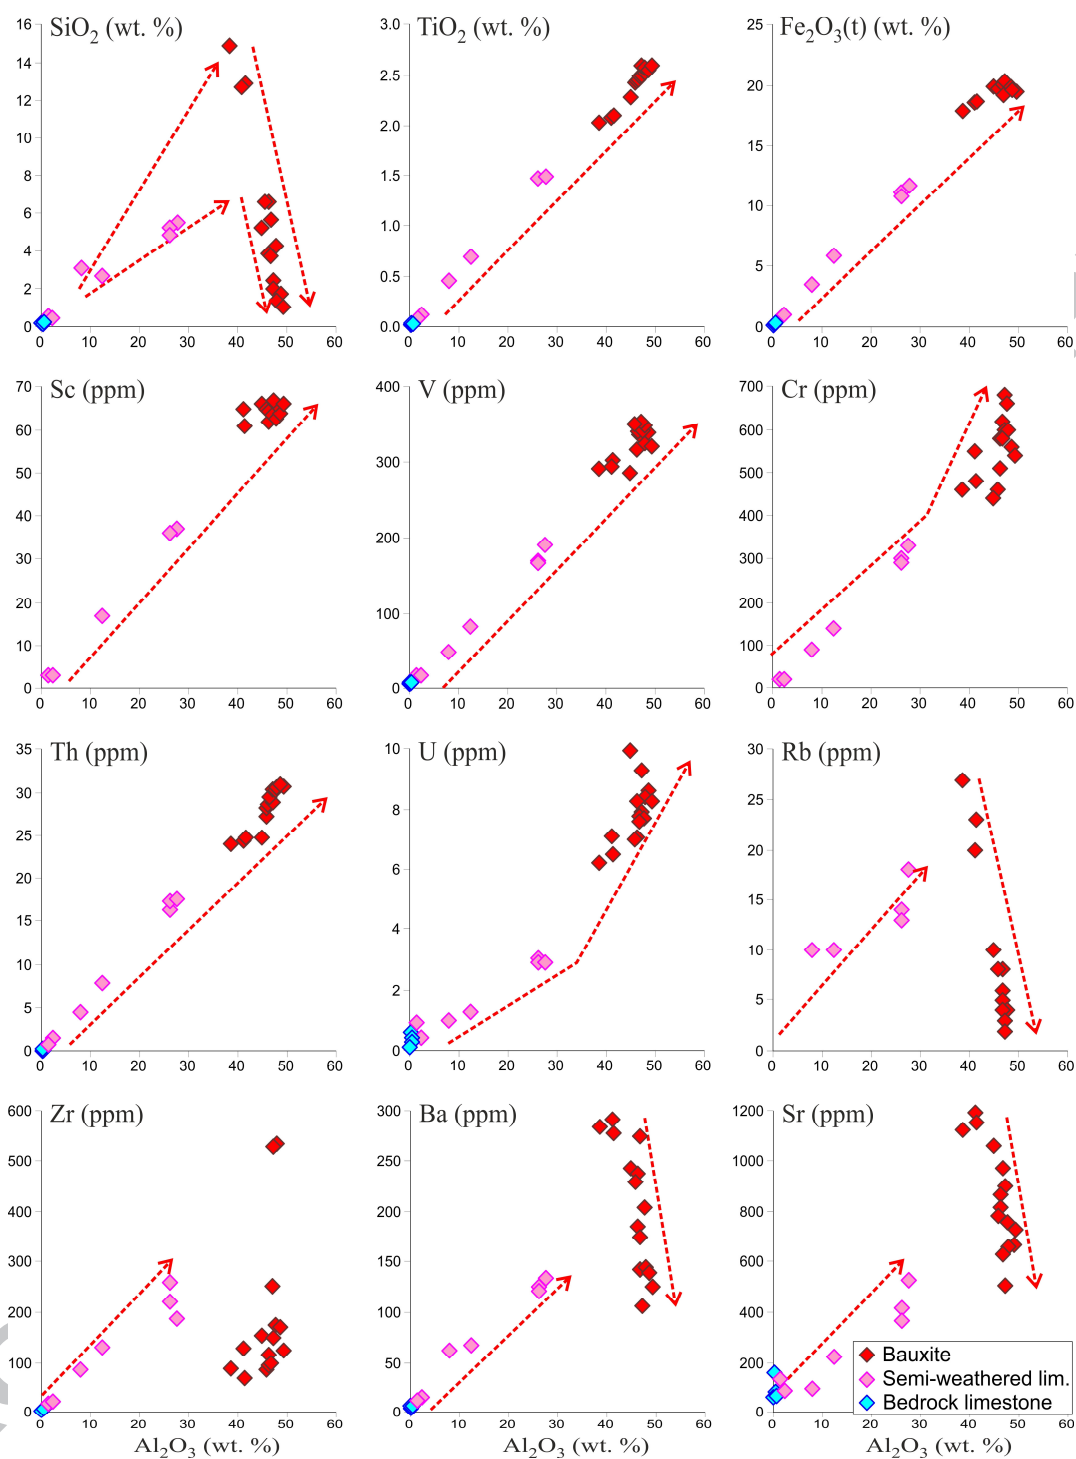 SiO₂ (wt. %)
16
14
12
10
8
6
4
2
0
0 10 20 30 40 50 60
TiO₂ (wt. %)
3.0
2.5
2.0
1.5
1.0
0.5
0.0
0 10 20 30 40 50 60
Fe₂O₃(t) (wt. %)
25
20
15
10
5
0
0 10 20 30 40 50 60
Sc (ppm)
70
60
50
40
30
20
10
0
0 10 20 30 40 50 60
V (ppm)
400
300
200
100
0
0 10 20 30 40 50 60
Cr (ppm)
700
600
500
400
300
200
100
0
0 10 20 30 40 50 60
Th (ppm)
35
30
25
20
15
10
5
0
0 10 20 30 40 50 60
U (ppm)
10
8
6
4
2
0
0 10 20 30 40 50 60
Rb (ppm)
30
25
20
15
10
5
0
0 10 20 30 40 50 60
Zr (ppm)
600
500
400
300
200
100
0
0 10 20 30 40 50 60
Al₂O₃ (wt. %)
Ba (ppm)
300
250
200
150
100
50
0
0 10 20 30 40 50 60
Al₂O₃ (wt. %)
Sr (ppm)
1200
1000
800
600
400
200
0
0 10 20 30 40 50 60
Al₂O₃ (wt. %)
Bauxite
Semi-weathered lim.
Bedrock limestone